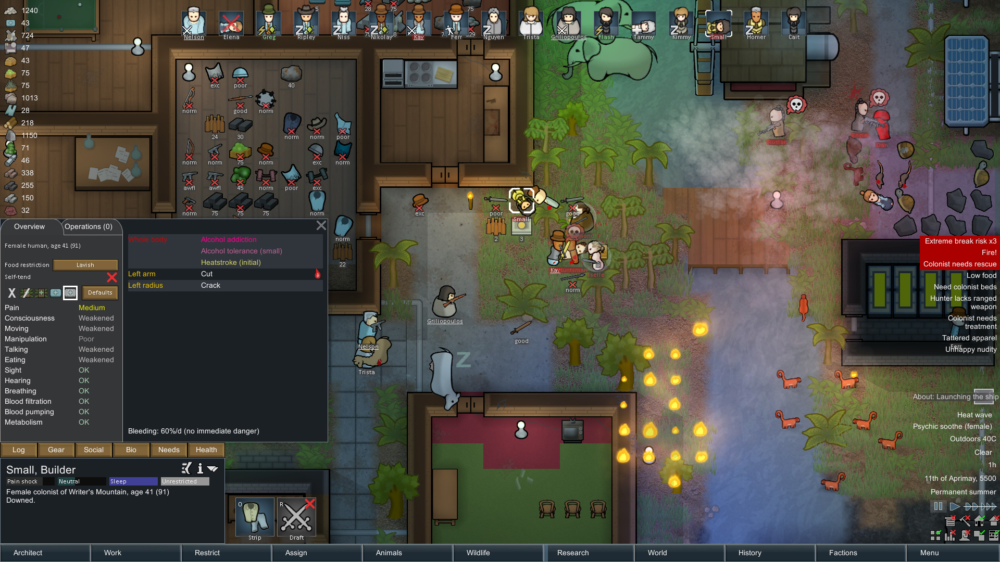 1240
43
724
47
43
75
75
1013
28
218
1150
71
46
338
255
150
32
5
28
75
75
Nelson
Elena
Greg
Ripley
Niss
Nikolay
Kay
Ferr
Nguyen
Trista
Griliopoulos
Flash
Tammy
Kimmy
Small
Homer
Cait
Z
29
exc
poor
40
norm
good
norm
24
30
norm
norm
poor
norm
norm
75
norm
exc
norm
awfl
awfl
45
norm
poor
exc
norm
75
75
75
norm
norm
22
exc
poor
Small
good
2
3
Kay
Huntsman
norm
Griliopoulos
good
Nelson
Trista
Z
Ruslan
Engie
Dan
Overview
Operations (0)
Female human, age 41 (91)
Food restriction
Lavish
Self-tend
Defaults
Pain Medium
Consciousness Weakened
Moving Weakened
Manipulation Poor
Talking Weakened
Eating Weakened
Sight OK
Hearing OK
Breathing OK
Blood filtration OK
Blood pumping OK
Metabolism OK
Whole body
Alcohol addiction
Alcohol tolerance (small)
Heatstroke (initial)
Left arm Cut
Left radius Crack
Bleeding: 60%/d (no immediate danger)
Log
Gear
Social
Bio
Needs
Health
Small, Builder
Pain shock
Neutral
Sleep
Unrestricted
Female colonist of Writer's Mountain, age 41 (91)
Downed.
O
Strip
R
Draft
Extreme break risk x3
Fire!
Colonist needs rescue
Low food
Need colonist beds
Hunter lacks ranged
weapon
Colonist needs
treatment
Tattered apparel
Ferr
Unhappy nudity
About: Launching the ship
Heat wave
Psychic soothe (female)
Outdoors 40C
Clear
1h
11th of Aprimay, 5500
Permanent summer
Architect
Work
Restrict
Assign
Animals
Wildlife
Research
World
History
Factions
Menu